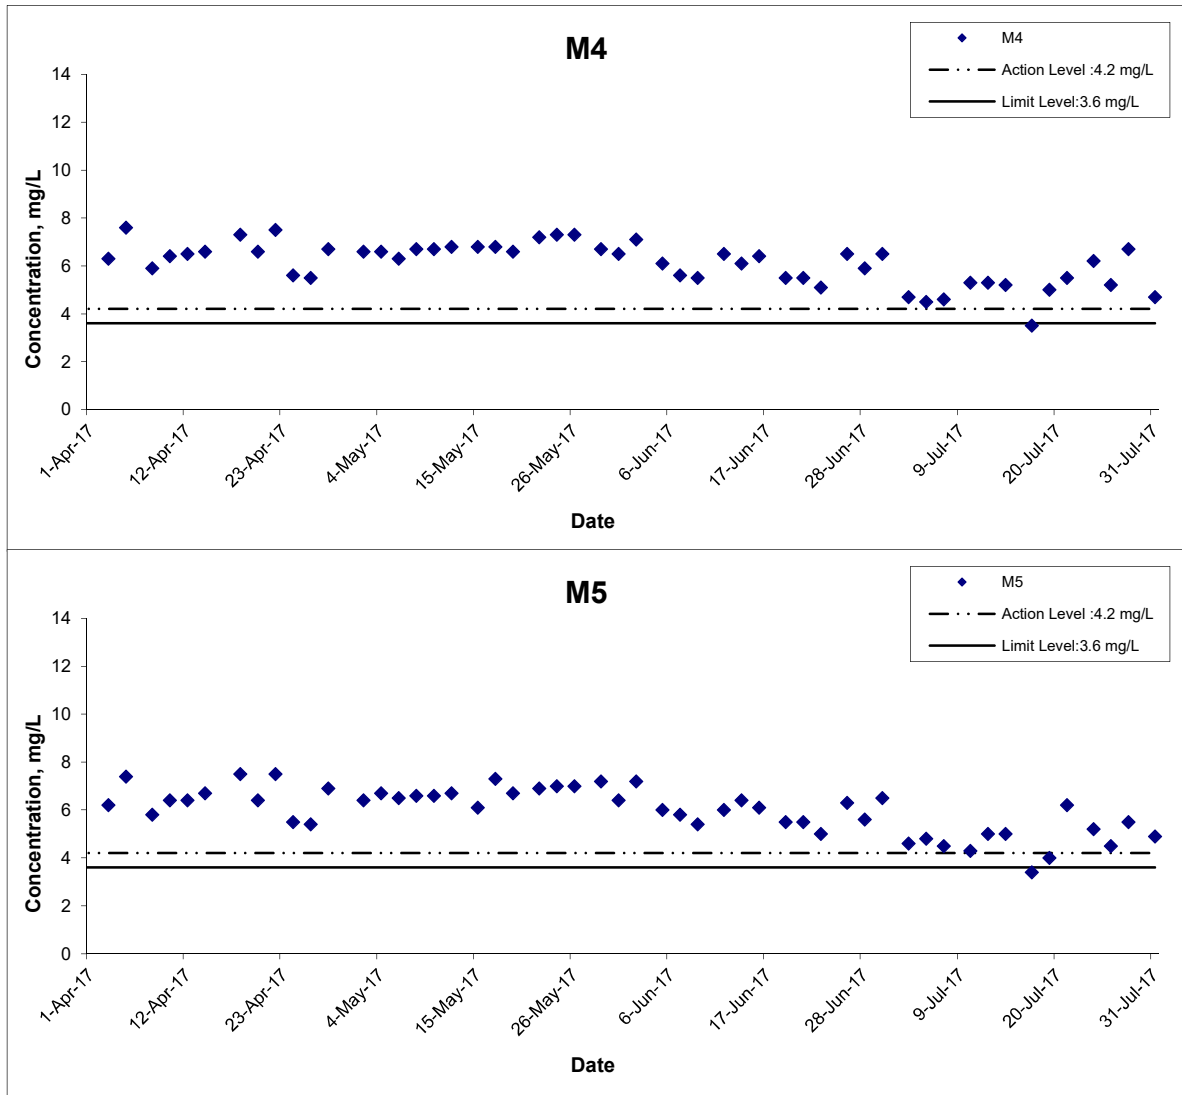 M4
M4
Action Level :4.2 mg/L
Limit Level:3.6 mg/L
Concentration, mg/L
14
12
10
8
6
4
2
0
1-Apr-17
12-Apr-17
23-Apr-17
4-May-17
15-May-17
26-May-17
6-Jun-17
17-Jun-17
28-Jun-17
9-Jul-17
20-Jul-17
31-Jul-17
Date
M5
M5
Action Level :4.2 mg/L
Limit Level:3.6 mg/L
Concentration, mg/L
14
12
10
8
6
4
2
0
1-Apr-17
12-Apr-17
23-Apr-17
4-May-17
15-May-17
26-May-17
6-Jun-17
17-Jun-17
28-Jun-17
9-Jul-17
20-Jul-17
31-Jul-17
Date